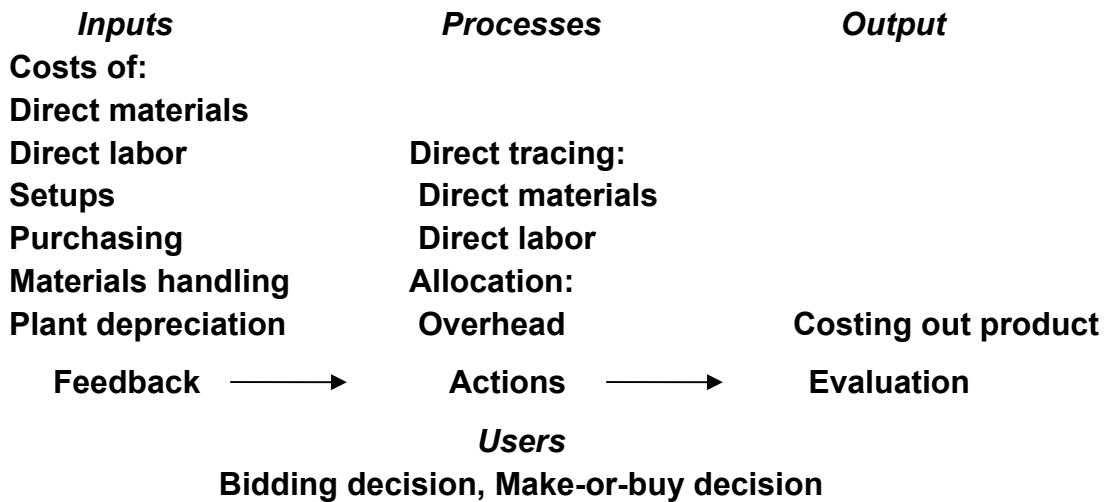 Inputs Processes Output
Costs of:
Direct materials
Direct labor Direct tracing:
Setups Direct materials
Purchasing Direct labor
Materials handling Allocation:
Plant depreciation Overhead Costing out product
Feedback Actions Evaluation
Users
Bidding decision, Make-or-buy decision